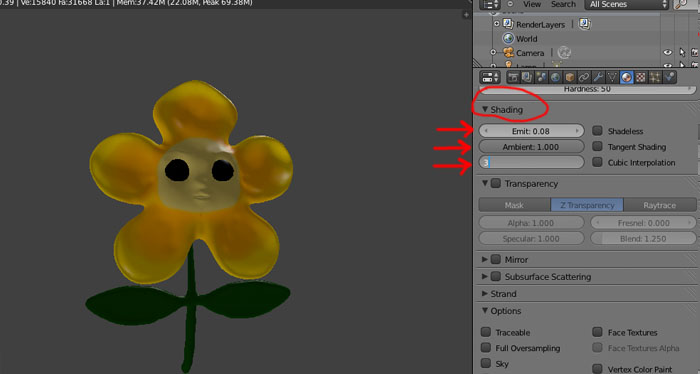 0.39 | Ve:15840 Fa:31668 La:1 | Mem:37.42M (22.08M, Peak 69.38M)
View Search All Scenes
RenderLayers
World
Camera
Hardness: 50
Shading
Emit: 0.08 Shadeless
Ambient: 1.000 Tangent Shading
3 Cubic Interpolation
Transparency
Mask Z Transparency Raytrace
Alpha: 1.000 Fresnel: 0.000
Specular: 1.000 Blend: 1.250
Mirror
Subsurface Scattering
Strand
Options
Traceable Face Textures
Full Oversampling Face Textures Alpha
Sky
Vertex Color Paint